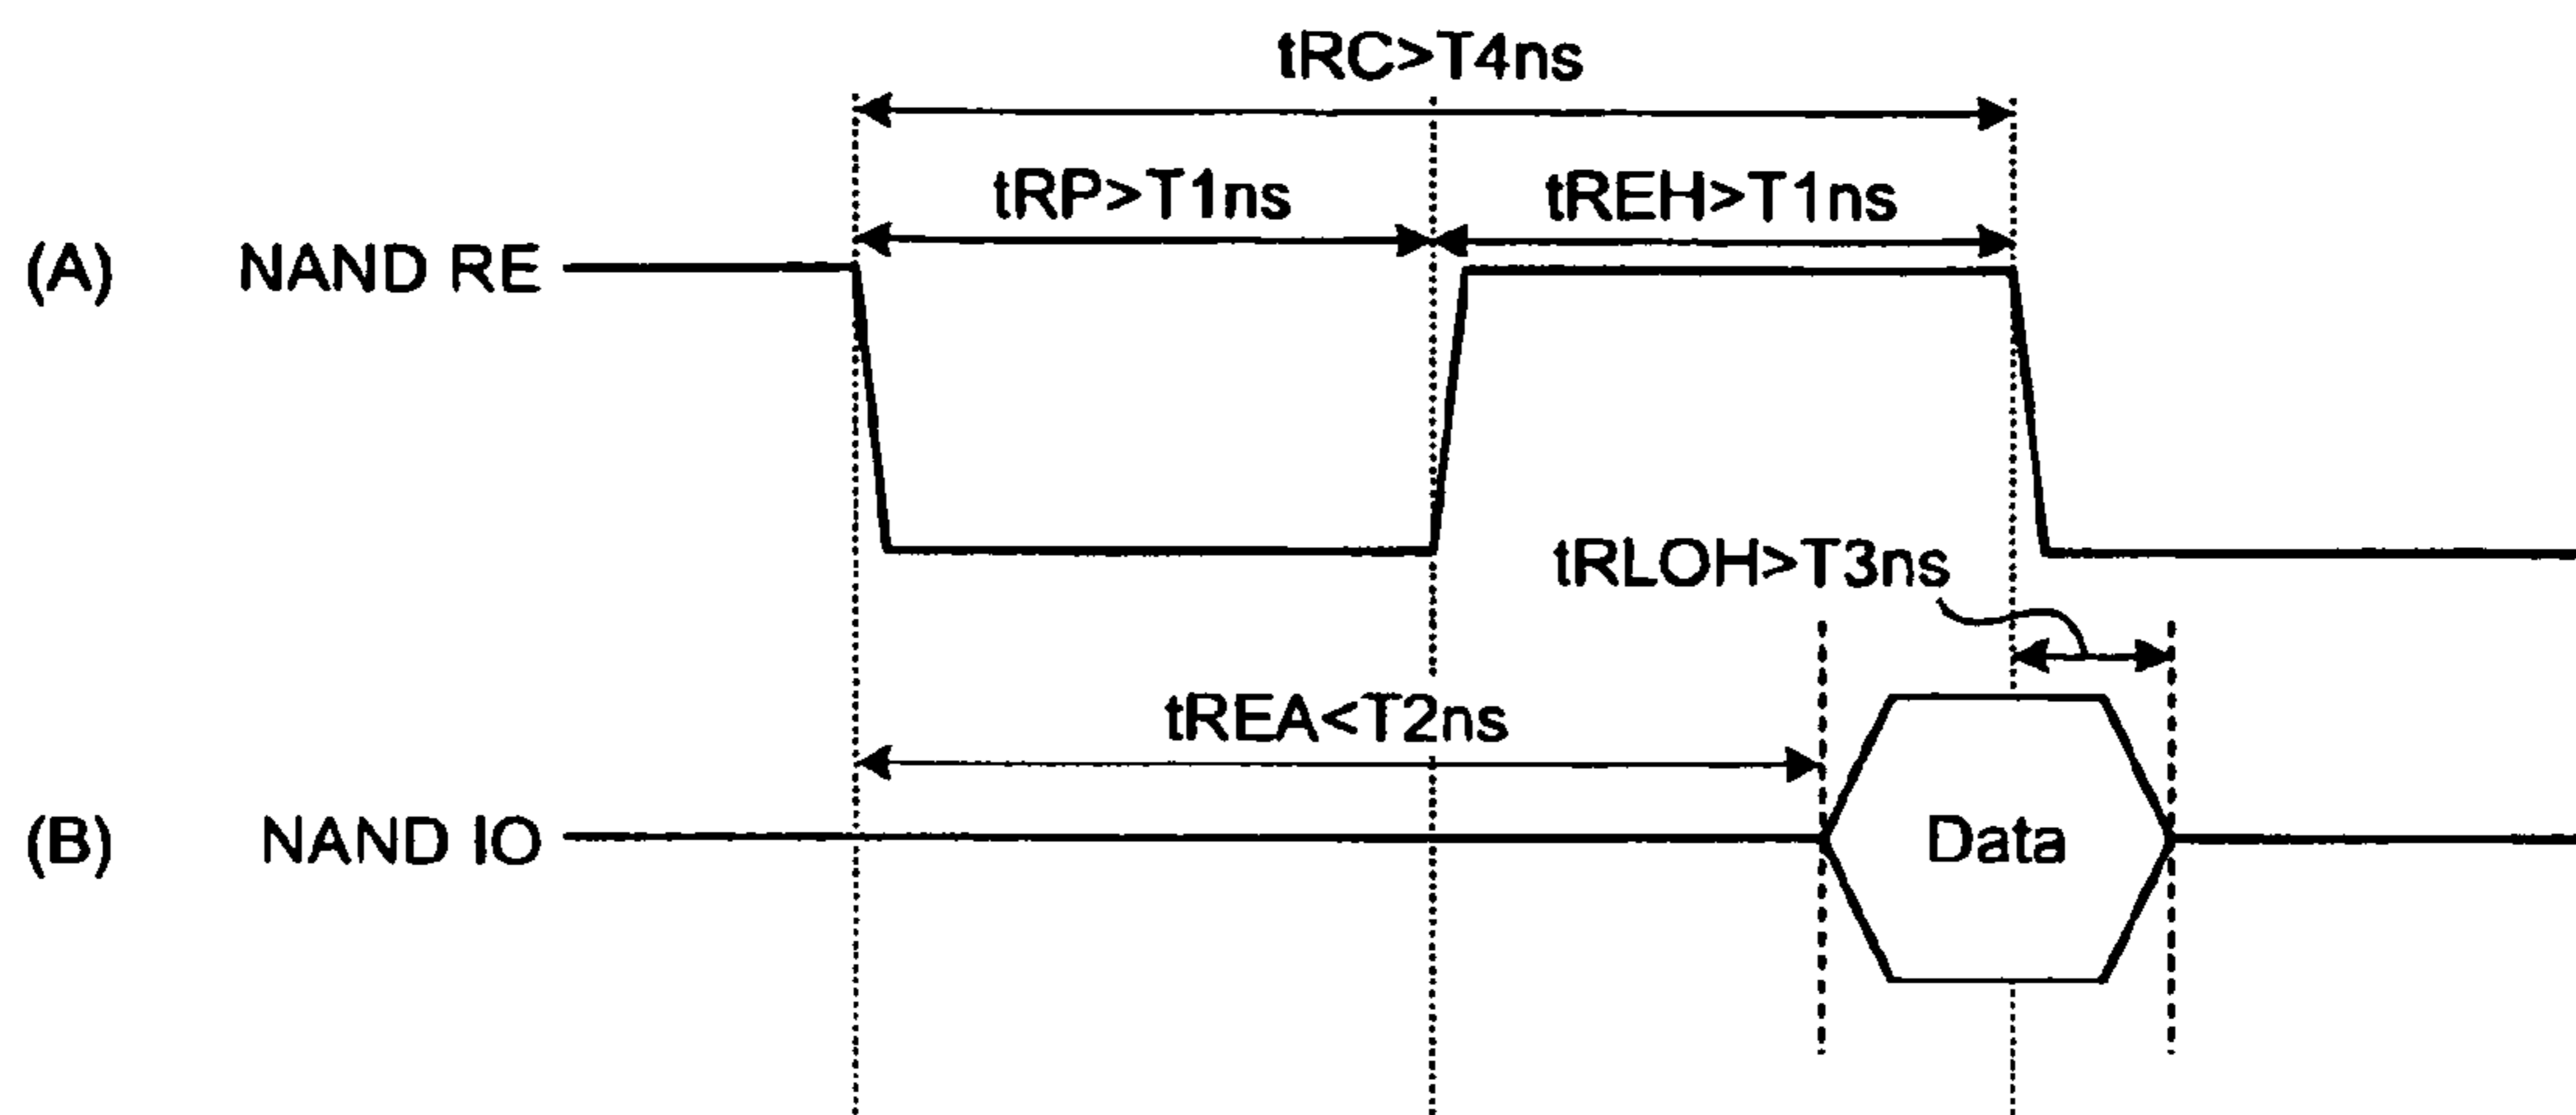 tRC>T4ns
tRP>T1ns tREH>T1ns
(A) NAND RE
tRLOH>T3ns
tREA<T2ns
(B) NAND IO Data